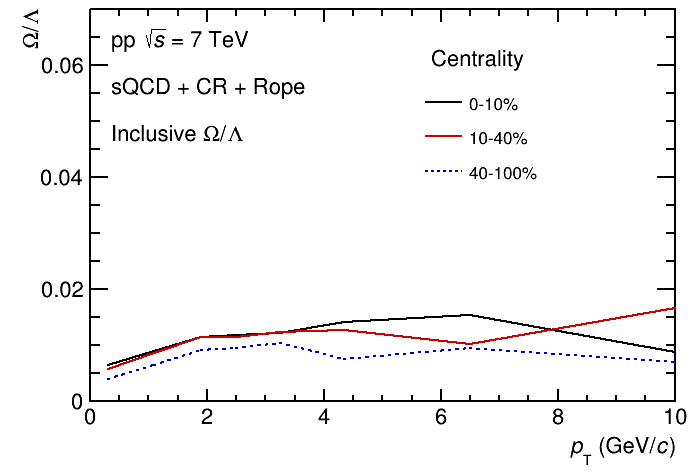 Ω/Λ
pp √s = 7 TeV
sQCD + CR + Rope
Inclusive Ω/Λ
Centrality
0-10%
10-40%
40-100%
0.06
0.04
0.02
0
0 2 4 6 8 10
p_T (GeV/c)